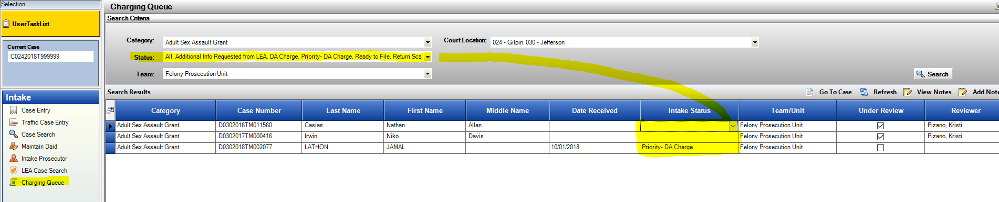 Selection
UserTaskList
Current Case
C0242018T999999
Intake
Case Entry
Traffic Case Entry
Case Search
Maintain Daid
Intake Prosecutor
LEA Case Search
Charging Queue
Charging Queue
Search Criteria
Category: Adult Sex Assault Grant Court Location: 024 - Gilpin, 030 - Jefferson
Status: All, Additional Info Requested from LEA, DA Charge, Priority- DA Charge, Ready to File, Return Sca
Team: Felony Prosecution Unit
Search
Search Results Go To Case Refresh View Notes Add Note
Category Case Number Last Name First Name Middle Name Date Received Intake Status Team/Unit Under Review Reviewer
Adult Sex Assault Grant D0302016TM011560 Casias Nathan Allan Felony Prosecution Unit Pizano, Kristi
Adult Sex Assault Grant D0302017TM000416 Irwin Niko Davis Felony Prosecution Unit Pizano, Kristi
Adult Sex Assault Grant D0302018TM002077 LATHON JAMAL 10/01/2018 Priority- DA Charge Felony Prosecution Unit